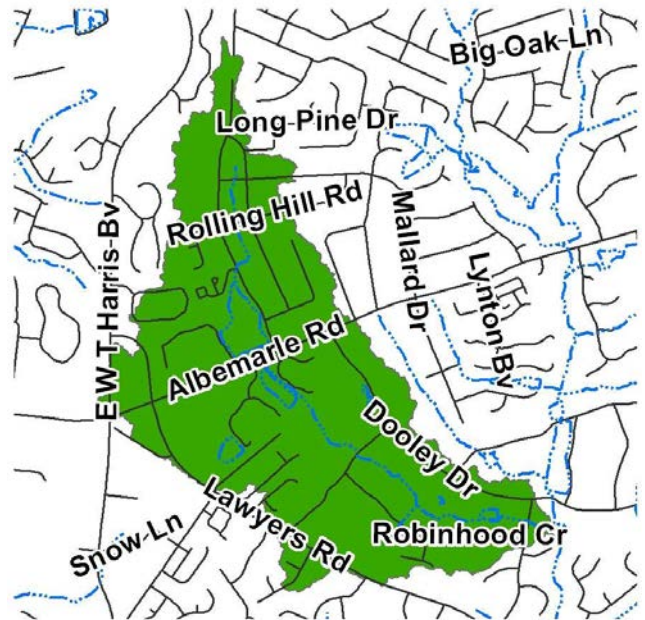 Big Oak Ln
Long Pine Dr
Rolling Hill Rd
Mallard Dr
E W T Harris Bv
Lynton Bv
Albemarle Rd
Dooley Dr
Lawyers Rd
Robinhood Cr
Snow Ln